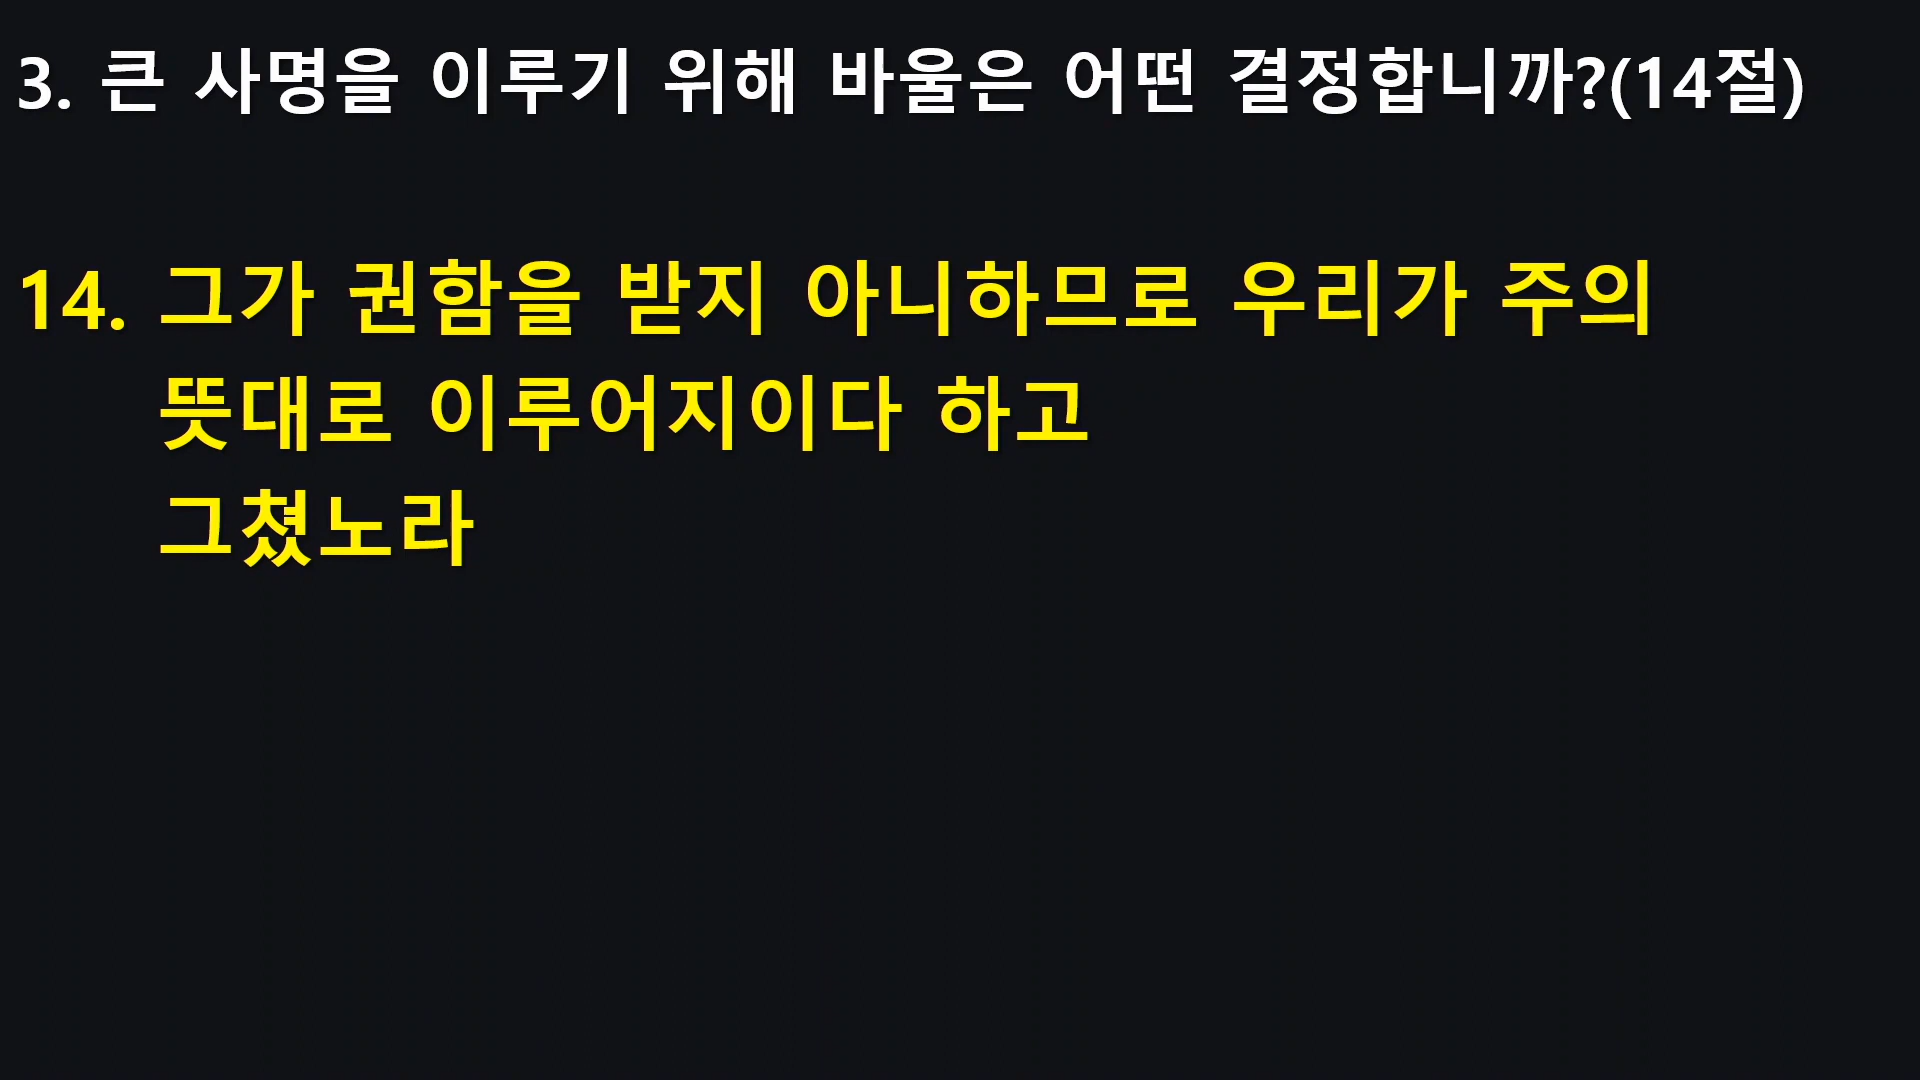 3. 큰 사명을 이루기 위해 바울은 어떤 결정합니까?(14절)
14. 그가 권함을 받지 아니하므로 우리가 주의
뜻대로 이루어지이다 하고
그쳤노라